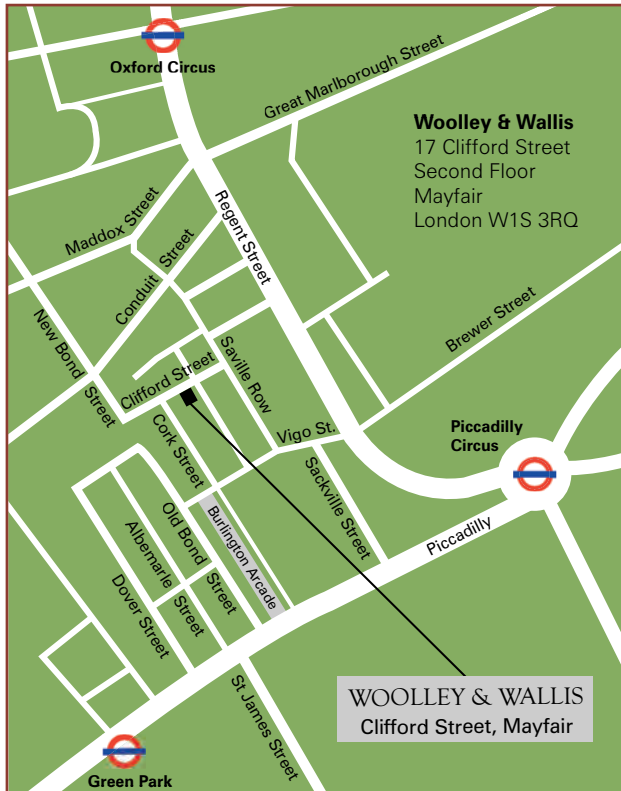 Oxford Circus
Great Marlborough Street
Woolley & Wallis
17 Clifford Street
Second Floor
Mayfair
London W1S 3RQ
Maddox Street
Regent Street
Conduit Street
New Bond Street
Brewer Street
Clifford Street
Saville Row
Cork Street
Vigo St.
Piccadilly
Circus
Sackville Street
Old Bond Street
Burlington Arcade
Albemarle Street
Dover Street
Piccadilly
St James Street
WOOLLEY & WALLIS
Clifford Street, Mayfair
Green Park